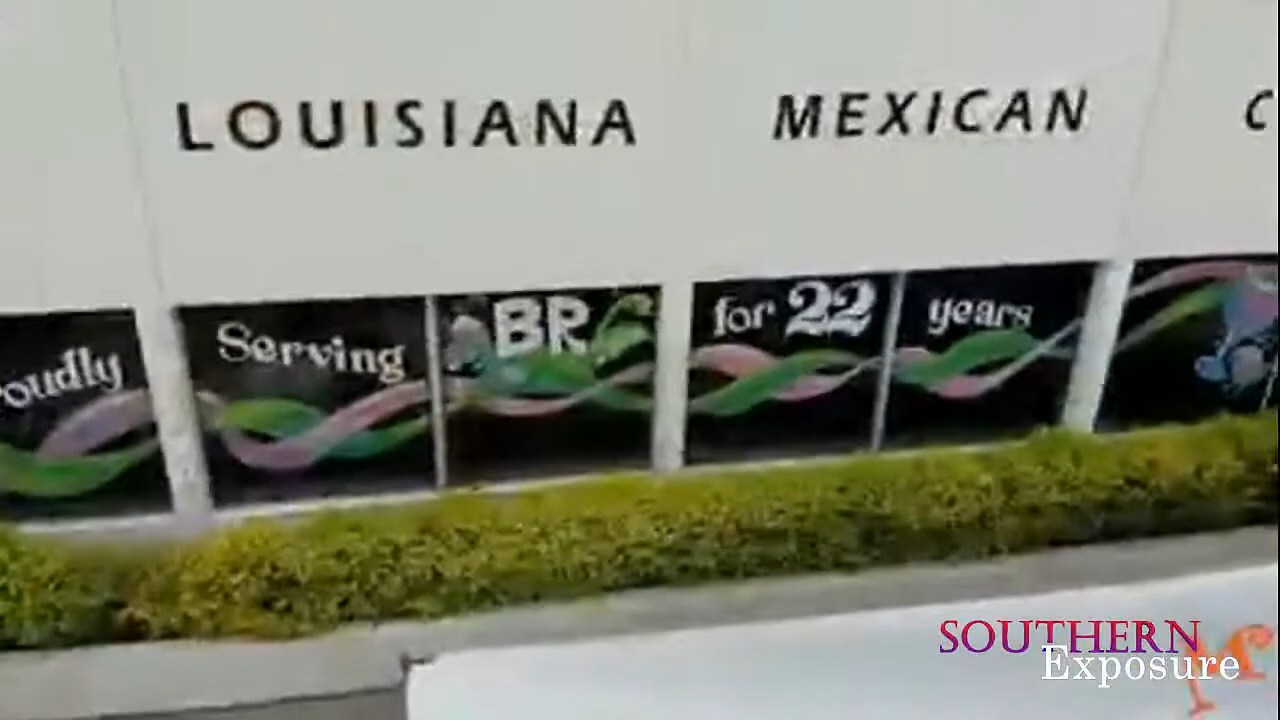 LOUISIANA MEXICAN C
oudly Serving BR for 22 years
SOUTHERN
Exposure